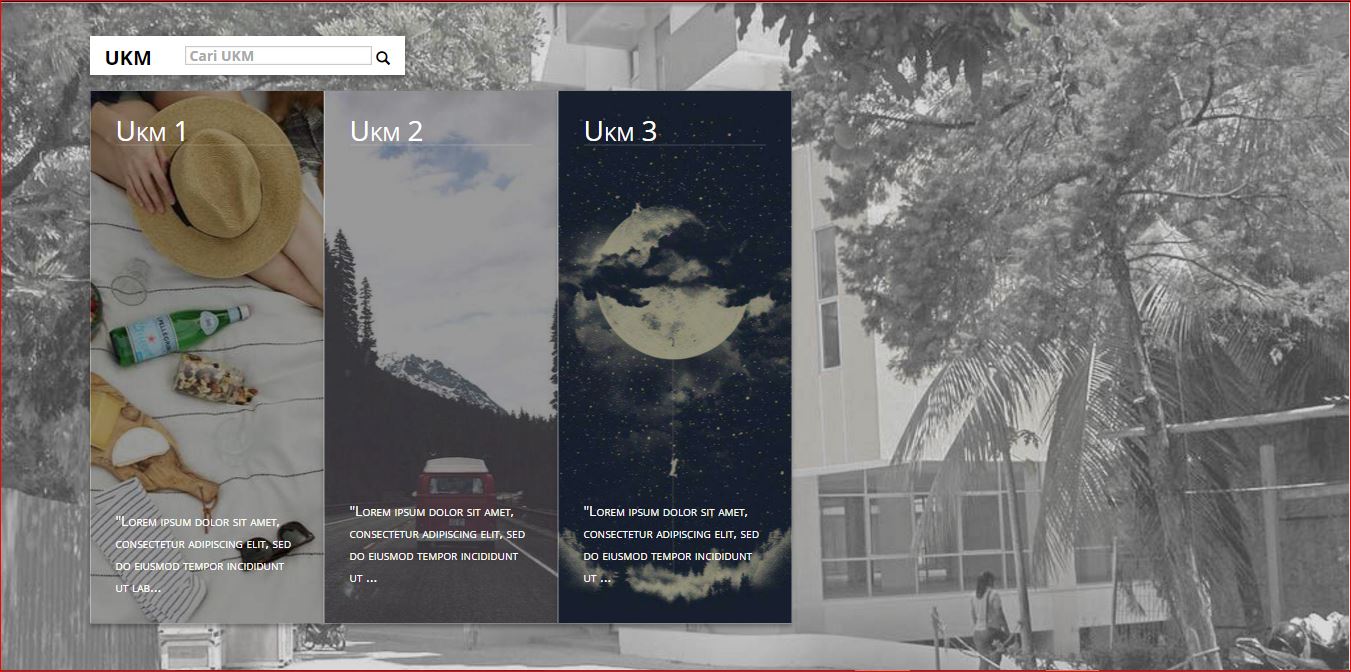 UKM
Cari UKM
Ukm 1
Ukm 2
Ukm 3
"Lorem ipsum dolor sit amet,
consectetur adipiscing elit, sed
do eiusmod tempor incididunt
ut lab...
"Lorem ipsum dolor sit amet,
consectetur adipiscing elit, sed
do eiusmod tempor incididunt
ut ...
"Lorem ipsum dolor sit amet,
consectetur adipiscing elit, sed
do eiusmod tempor incididunt
ut ...